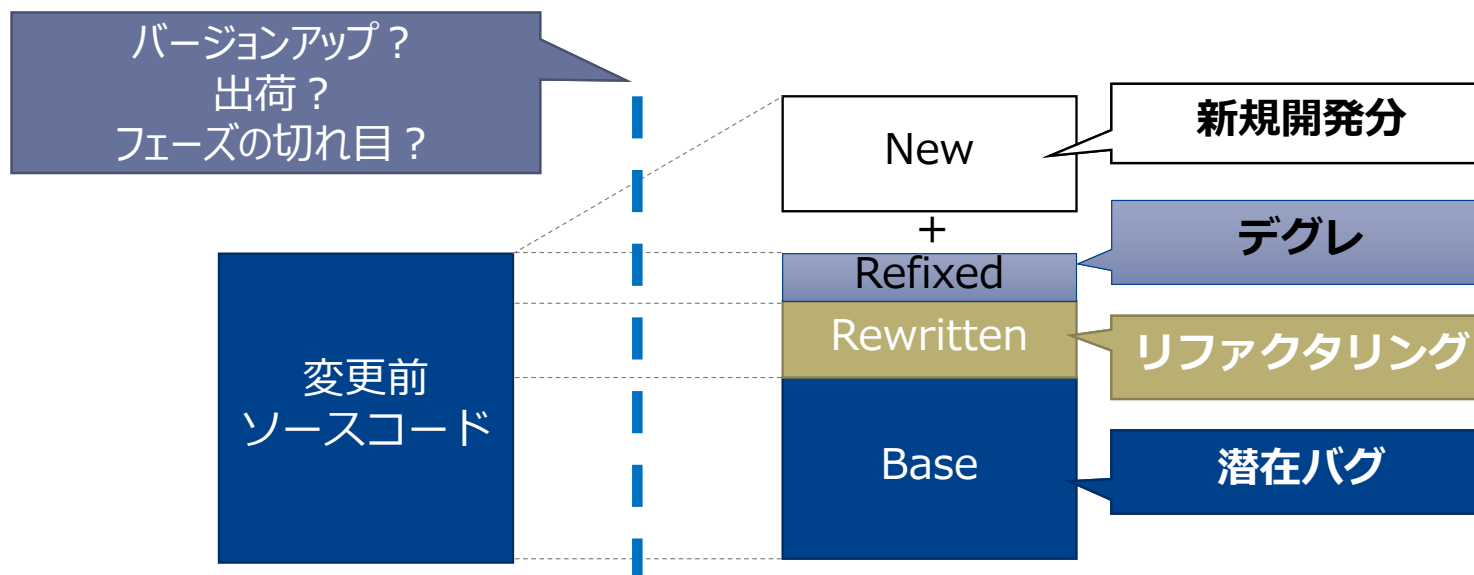 バージョンアップ？
出荷？
フェーズの切れ目？
変更前
ソースコード
New
+
Refixed
Rewritten
Base
新規開発分
デグレ
リファクタリング
潜在バグ